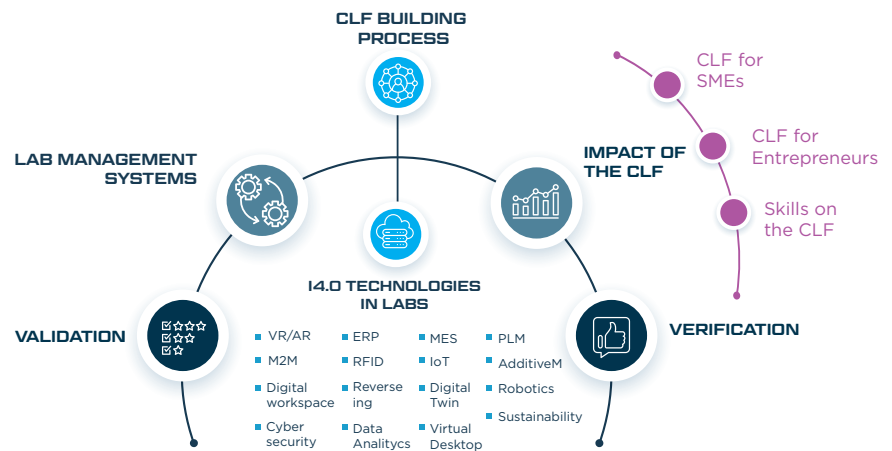 CLF BUILDING
PROCESS
LAB MANAGEMENT
SYSTEMS
IMPACT OF
THE CLF
CLF for
SMEs
CLF for
Entrepreneurs
Skills on
the CLF
VALIDATION
I4.0 TECHNOLOGIES
IN LABS
VERIFICATION
VR/AR
M2M
Digital
workspace
Cyber
security
ERP
RFID
Reverse
ing
Data
Analitycs
MES
IoT
Digital
Twin
Virtual
Desktop
PLM
AdditiveM
Robotics
Sustainability